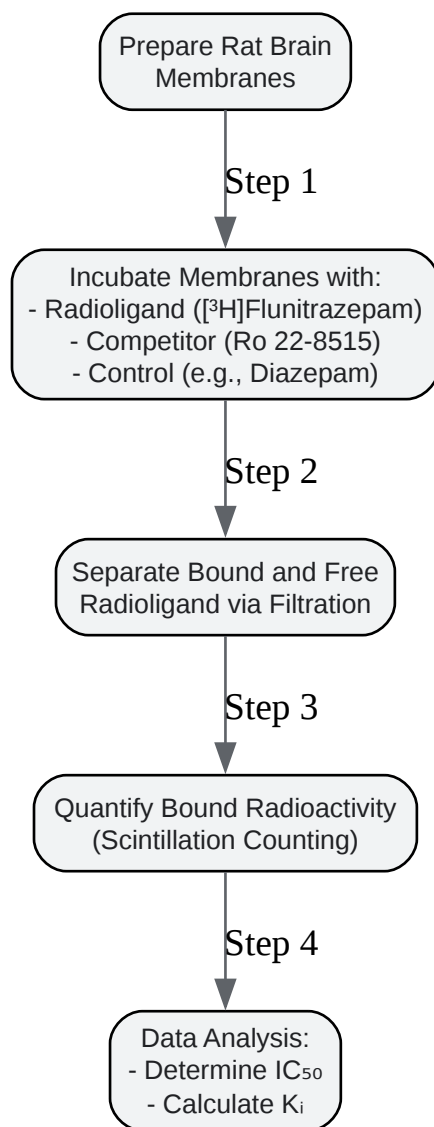 Prepare Rat Brain
Membranes
Step 1
Incubate Membranes with:
- Radioligand ([³H]Flunitrazepam)
- Competitor (Ro 22-8515)
- Control (e.g., Diazepam)
Step 2
Separate Bound and Free
Radioligand via Filtration
Step 3
Quantify Bound Radioactivity
(Scintillation Counting)
Step 4
Data Analysis:
- Determine IC₅₀
- Calculate Kᵢ